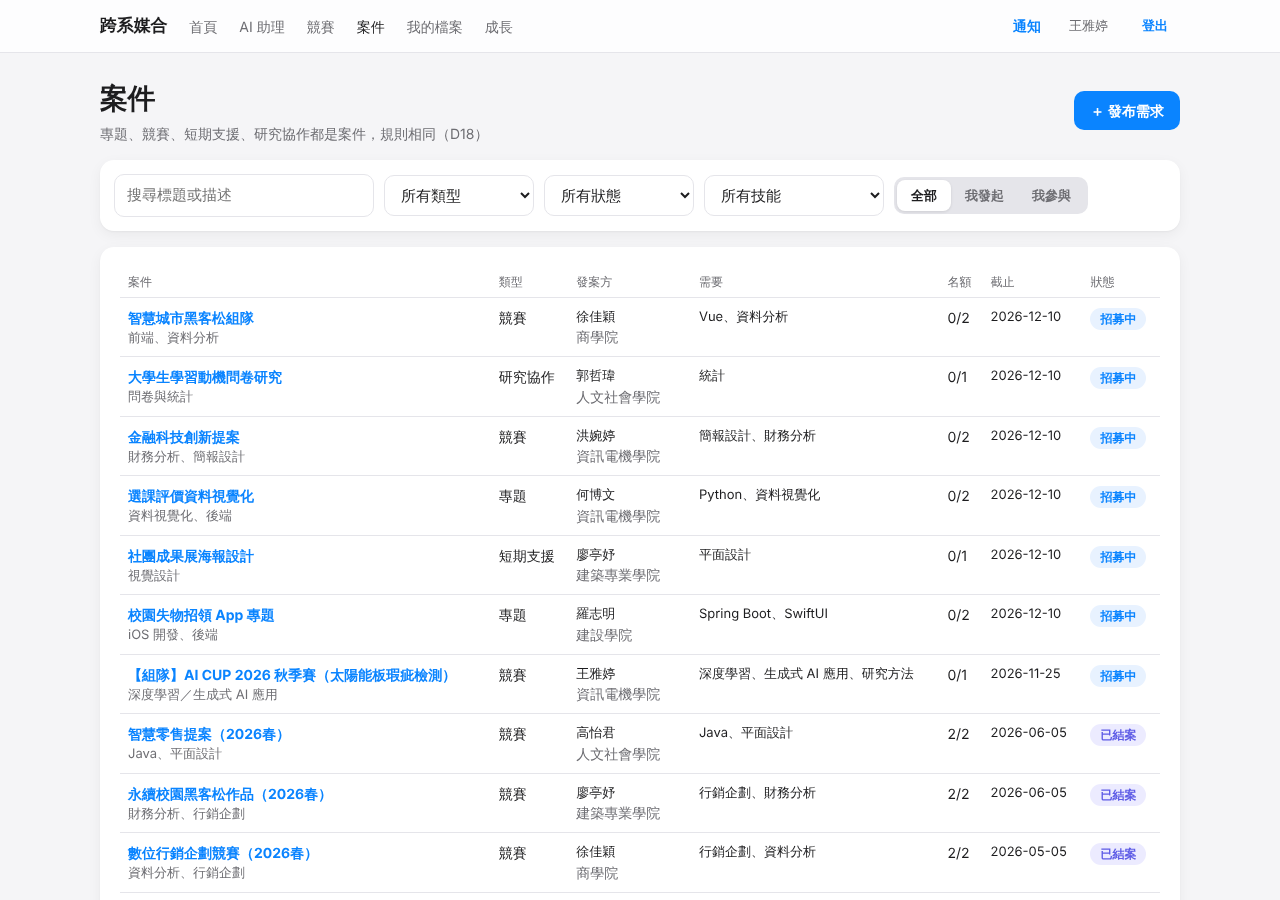 跨系媒合 首頁 AI 助理 競賽 案件 我的檔案 成長 通知 王雅婷 登出
案件
＋ 發布需求
專題、競賽、短期支援、研究協作都是案件，規則相同（D18）
搜尋標題或描述 所有類型 所有狀態 所有技能 全部 我發起 我參與
案件 類型 發案方 需要 名額 截止 狀態
智慧城市黑客松組隊 競賽 徐佳穎 Vue、資料分析 0/2 2026-12-10 招募中
前端、資料分析 商學院
大學生學習動機問卷研究 研究協作 郭哲瑋 統計 0/1 2026-12-10 招募中
問卷與統計 人文社會學院
金融科技創新提案 競賽 洪婉婷 簡報設計、財務分析 0/2 2026-12-10 招募中
財務分析、簡報設計 資訊電機學院
選課評價資料視覺化 專題 何博文 Python、資料視覺化 0/2 2026-12-10 招募中
資料視覺化、後端 資訊電機學院
社團成果展海報設計 短期支援 廖亭妤 平面設計 0/1 2026-12-10 招募中
視覺設計 建築專業學院
校園失物招領 App 專題 專題 羅志明 Spring Boot、SwiftUI 0/2 2026-12-10 招募中
iOS 開發、後端 建設學院
【組隊】AI CUP 2026 秋季賽（太陽能板瑕疵檢測） 競賽 王雅婷 深度學習、生成式 AI 應用、研究方法 0/1 2026-11-25 招募中
深度學習／生成式 AI 應用 資訊電機學院
智慧零售提案（2026春） 競賽 高怡君 Java、平面設計 2/2 2026-06-05 已結案
Java、平面設計 人文社會學院
永續校園黑客松作品（2026春） 競賽 廖亭妤 行銷企劃、財務分析 2/2 2026-06-05 已結案
財務分析、行銷企劃 建築專業學院
數位行銷企劃競賽（2026春） 競賽 徐佳穎 行銷企劃、資料分析 2/2 2026-05-05 已結案
資料分析、行銷企劃 商學院